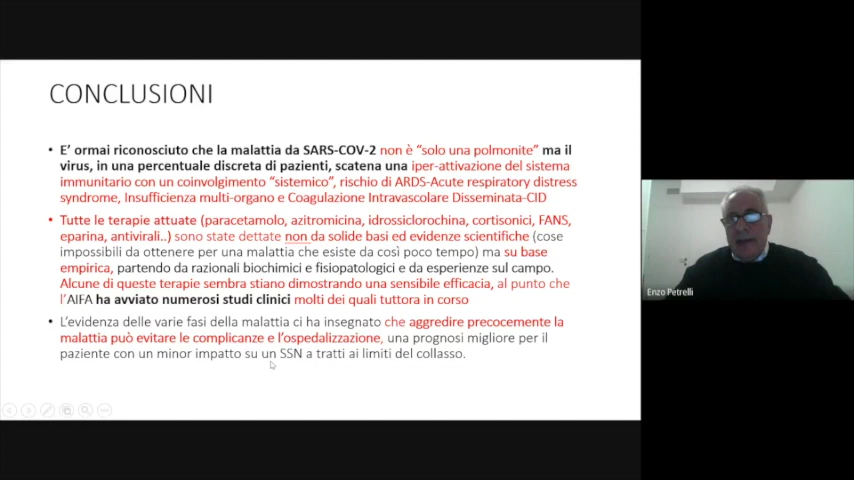 CONCLUSIONI
• E' ormai riconosciuto che la malattia da SARS-COV-2 non è "solo una polmonite" ma il
virus, in una percentuale discreta di pazienti, scatena una iper-attivazione del sistema
immunitario con un coinvolgimento "sistemico", rischio di ARDS-Acute respiratory distress
syndrome, Insufficienza multi-organo e Coagulazione Intravascolare Disseminata-CID
• Tutte le terapie attuate (paracetamolo, azitromicina, idrossiclorochina, cortisonici, FANS,
eparina, antivirali..) sono state dettate non da solide basi ed evidenze scientifiche (cose
impossibili da ottenere per una malattia che esiste da così poco tempo) ma su base
empirica, partendo da razionali biochimici e fisiopatologici e da esperienze sul campo.
Alcune di queste terapie sembra stiano dimostrando una sensibile efficacia, al punto che
l'AIFA ha avviato numerosi studi clinici molti dei quali tuttora in corso
• L'evidenza delle varie fasi della malattia ci ha insegnato che aggredire precocemente la
malattia può evitare le complicanze e l'ospedalizzazione, una prognosi migliore per il
paziente con un minor impatto su un SSN a tratti ai limiti del collasso.
Enzo Petrelli